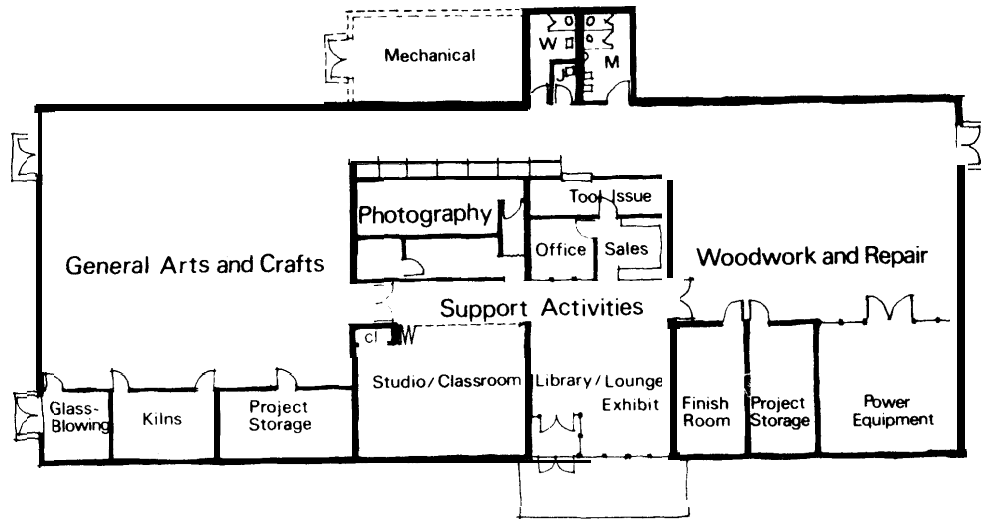 Mechanical
W
M
J
Tool Issue
Photography
Office
Sales
General Arts and Crafts
Woodwork and Repair
Support Activities
cl
Studio/Classroom
Library/Lounge
Exhibit
Glass-
Blowing
Kilns
Project
Storage
Finish
Room
Project
Storage
Power
Equipment